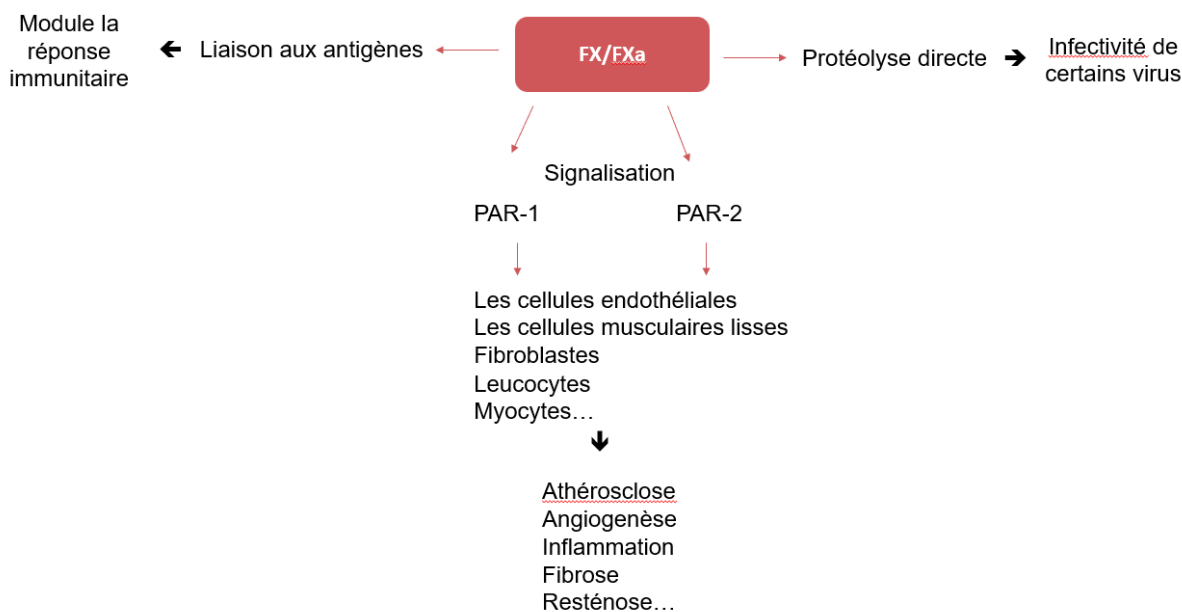 Module la
réponse
immunitaire
🡸 Liaison aux antigènes
FX/FXa
Protéolyse directe 🡺
Infectivité de
certains virus
Signalisation
PAR-1
PAR-2
Les cellules endothéliales
Les cellules musculaires lisses
Fibroblastes
Leucocytes
Myocytes…
🡻
Athérosclose
Angiogenèse
Inflammation
Fibrose
Resténose…